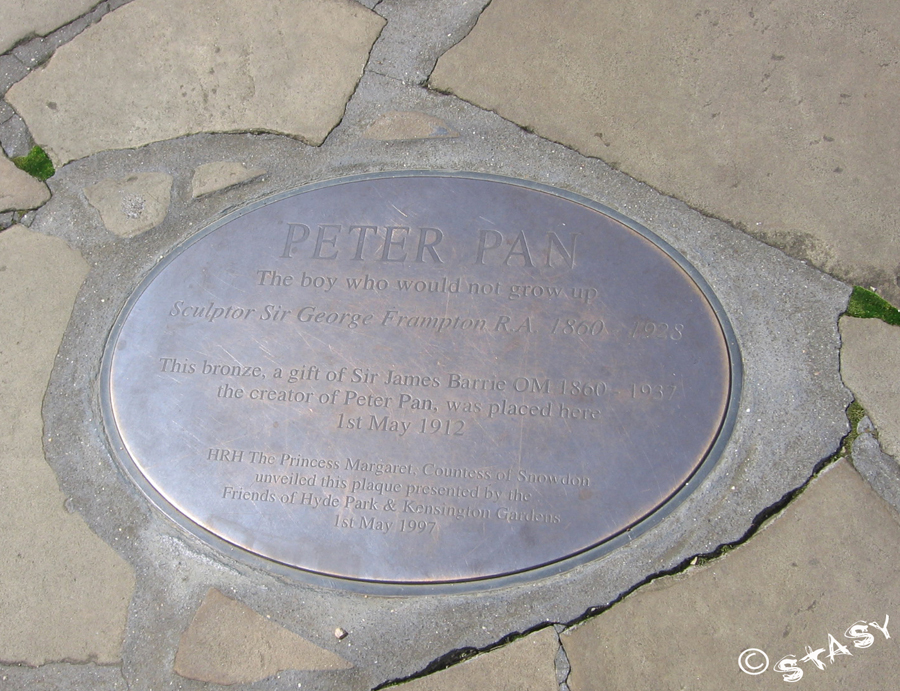 PETER PAN
The boy who would not grow up
Sculptor Sir George Frampton R.A. 1860 - 1928
This bronze, a gift of Sir James Barrie OM 1860 - 1937
the creator of Peter Pan, was placed here
1st May 1912
HRH The Princess Margaret, Countess of Snowdon
unveiled this plaque presented by the
Friends of Hyde Park & Kensington Gardens
1st May 1997
© STASY